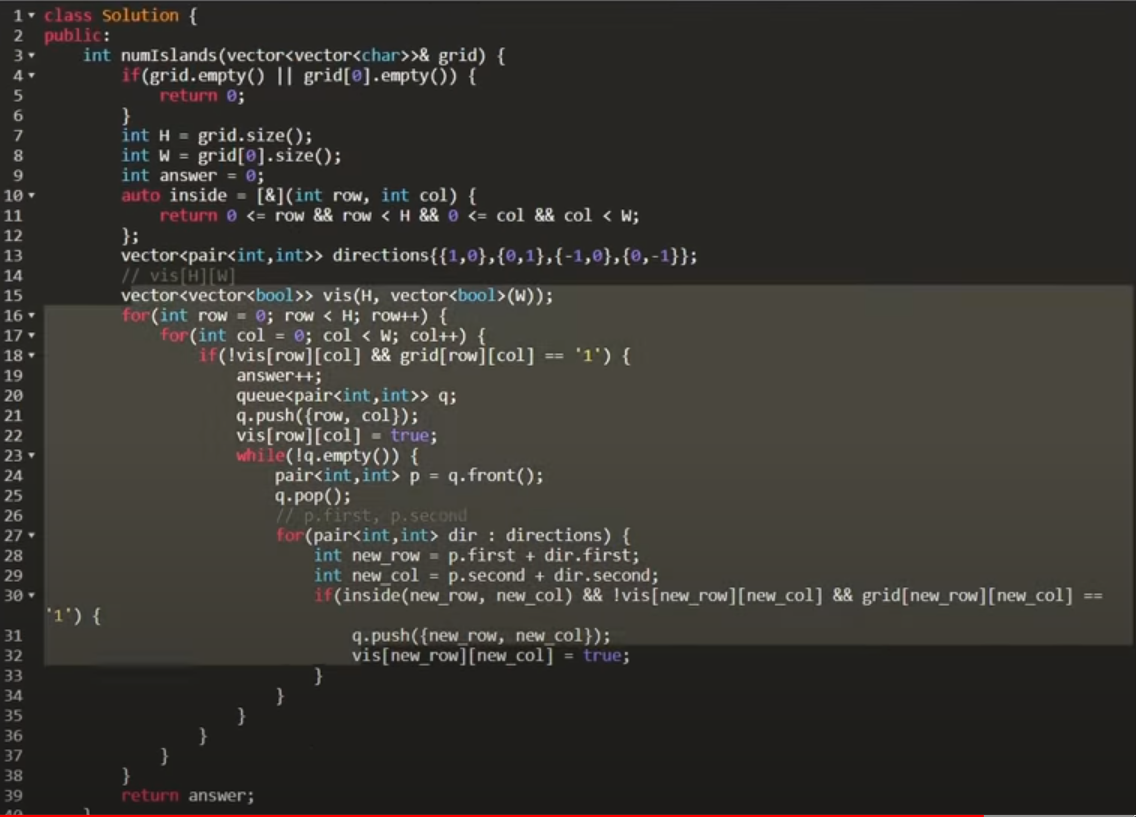 1 class Solution {
2 public:
3     int numIslands(vector<vector<char>>& grid) {
4         if(grid.empty() || grid[0].empty()) {
5             return 0;
6         }
7         int H = grid.size();
8         int W = grid[0].size();
9         int answer = 0;
10         auto inside = [&](int row, int col) {
11             return 0 <= row && row < H && 0 <= col && col < W;
12         };
13         vector<pair<int,int>> directions{{1,0},{0,1},{-1,0},{0,-1}};
14         // vis[H][W]
15         vector<vector<bool>> vis(H, vector<bool>(W));
16         for(int row = 0; row < H; row++) {
17             for(int col = 0; col < W; col++) {
18                 if(!vis[row][col] && grid[row][col] == '1') {
19                     answer++;
20                     queue<pair<int,int>> q;
21                     q.push({row, col});
22                     vis[row][col] = true;
23                     while(!q.empty()) {
24                         pair<int,int> p = q.front();
25                         q.pop();
26                         // p.first, p.second
27                         for(pair<int,int> dir : directions) {
28                             int new_row = p.first + dir.first;
29                             int new_col = p.second + dir.second;
30                             if(inside(new_row, new_col) && !vis[new_row][new_col] && grid[new_row][new_col] ==
'1') {
31                                 q.push({new_row, new_col});
32                                 vis[new_row][new_col] = true;
33                             }
34                         }
35                     }
36                 }
37             }
38         }
39         return answer;
40     }